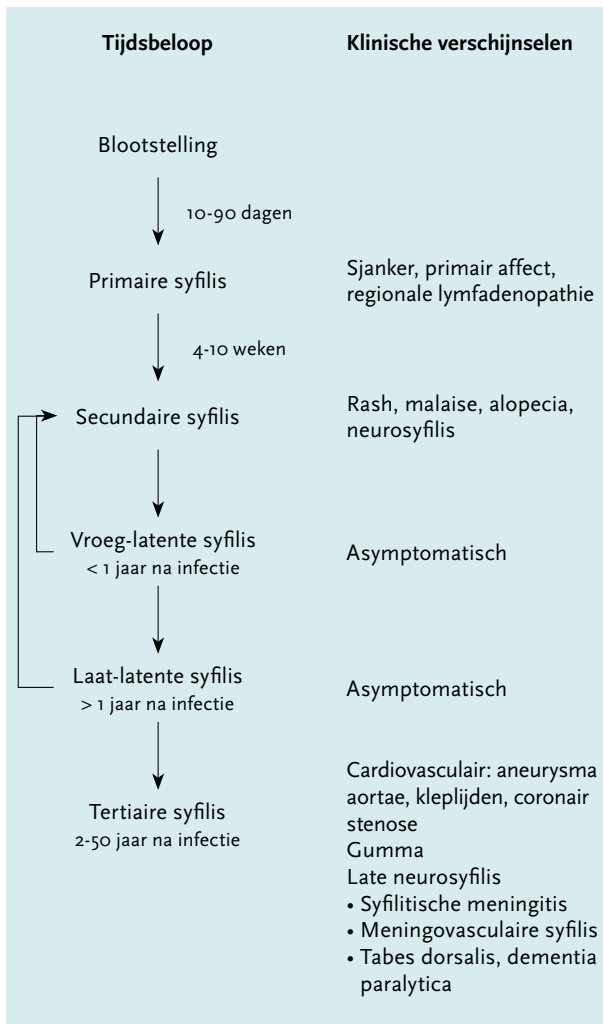 Tijdsbeloop
Klinische verschijnselen
Blootstelling
10-90 dagen
Primaire syfilis
Sjanker, primair affect,
regionale lymfadenopathie
4-10 weken
Secundaire syfilis
Rash, malaise, alopecia,
neurosyfilis
Vroeg-latente syfilis
< 1 jaar na infectie
Asymptomatisch
Laat-latente syfilis
> 1 jaar na infectie
Asymptomatisch
Tertiaire syfilis
2-50 jaar na infectie
Cardiovasculair: aneurysma
aortae, kleplijden, coronair
stenose
Gumma
Late neurosyfilis
• Syfilitische meningitis
• Meningovasculaire syfilis
• Tabes dorsalis, dementia
paralytica